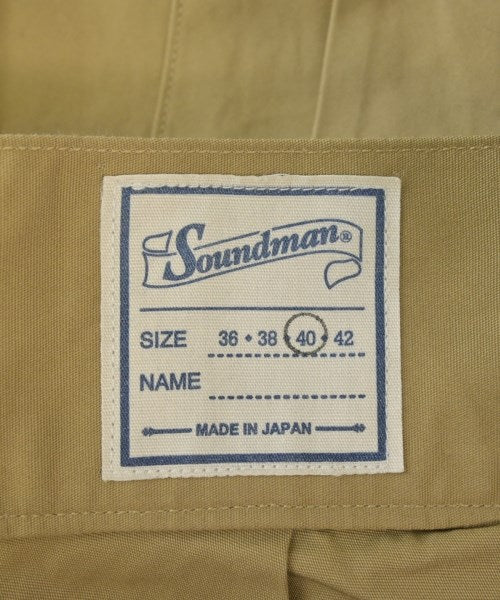 Soundman®
SIZE 36 • 38 • 40 • 42
NAME
MADE IN JAPAN